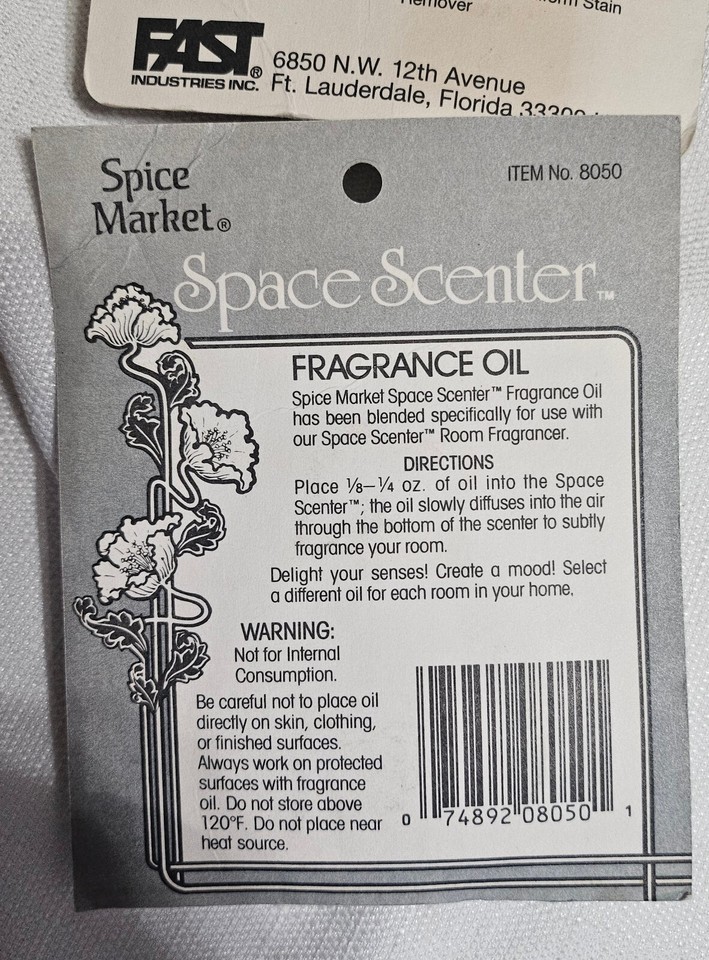 Remover
Stain
FAST®
INDUSTRIES INC.
6850 N.W. 12th Avenue
Ft. Lauderdale, Florida
Spice
Market®
ITEM No. 8050
Space Scenter™
FRAGRANCE OIL
Spice Market Space Scenter™ Fragrance Oil
has been blended specifically for use with
our Space Scenter™ Room Fragrancer.
DIRECTIONS
Place ⅛–¼ oz. of oil into the Space
Scenter™; the oil slowly diffuses into the air
through the bottom of the scenter to subtly
fragrance your room.
Delight your senses! Create a mood! Select
a different oil for each room in your home.
WARNING:
Not for Internal
Consumption.
Be careful not to place oil
directly on skin, clothing,
or finished surfaces.
Always work on protected
surfaces with fragrance
oil. Do not store above
120°F. Do not place near
heat source.
0 74892 08050 1